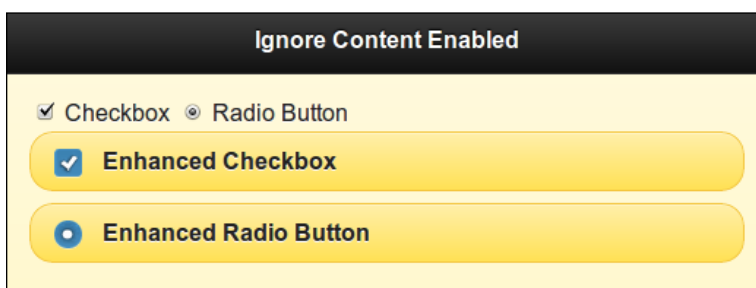 Ignore Content Enabled
Checkbox Radio Button
Enhanced Checkbox
Enhanced Radio Button